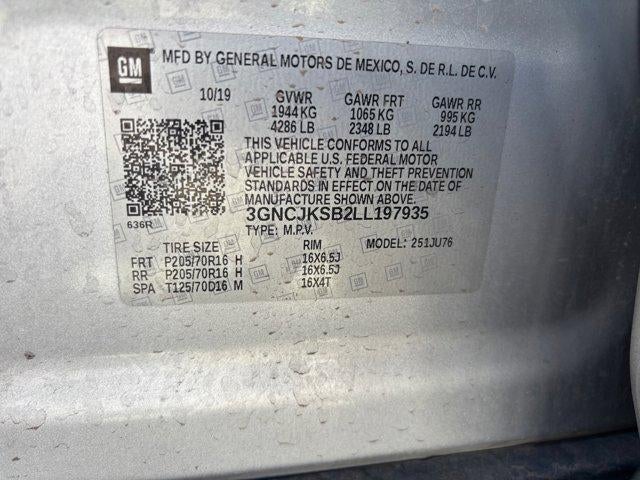 GM MFD BY GENERAL MOTORS DE MEXICO, S. DE R.L. DE C.V.
10/19 GVWR GAWR FRT GAWR RR
1944 KG 1065 KG 995 KG
4286 LB 2348 LB 2194 LB
THIS VEHICLE CONFORMS TO ALL
APPLICABLE U.S. FEDERAL MOTOR
VEHICLE SAFETY AND THEFT PREVENTION
STANDARDS IN EFFECT ON THE DATE OF
MANUFACTURE SHOWN ABOVE.
3GNCJKSB2LL197935
636R
TYPE: M.P.V. MODEL: 251JU76
TIRE SIZE RIM
FRT P205/70R16 H 16X6.5J
RR P205/70R16 H 16X6.5J
SPA T125/70D16 M 16X4T